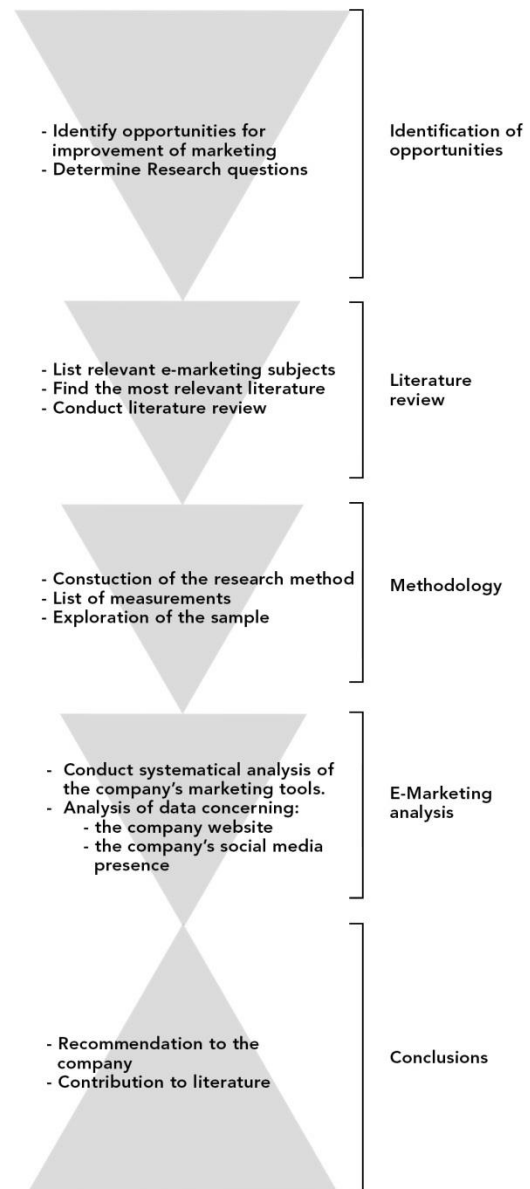 - Identify opportunities for
improvement of marketing
- Determine Research questions
Identification of
opportunities
- List relevant e-marketing subjects
- Find the most relevant literature
- Conduct literature review
Literature
review
- Constuction of the research method
- List of measurements
- Exploration of the sample
Methodology
- Conduct systematical analysis of
the company's marketing tools.
- Analysis of data concerning:
- the company website
- the company's social media
presence
E-Marketing
analysis
- Recommendation to the
company
- Contribution to literature
Conclusions